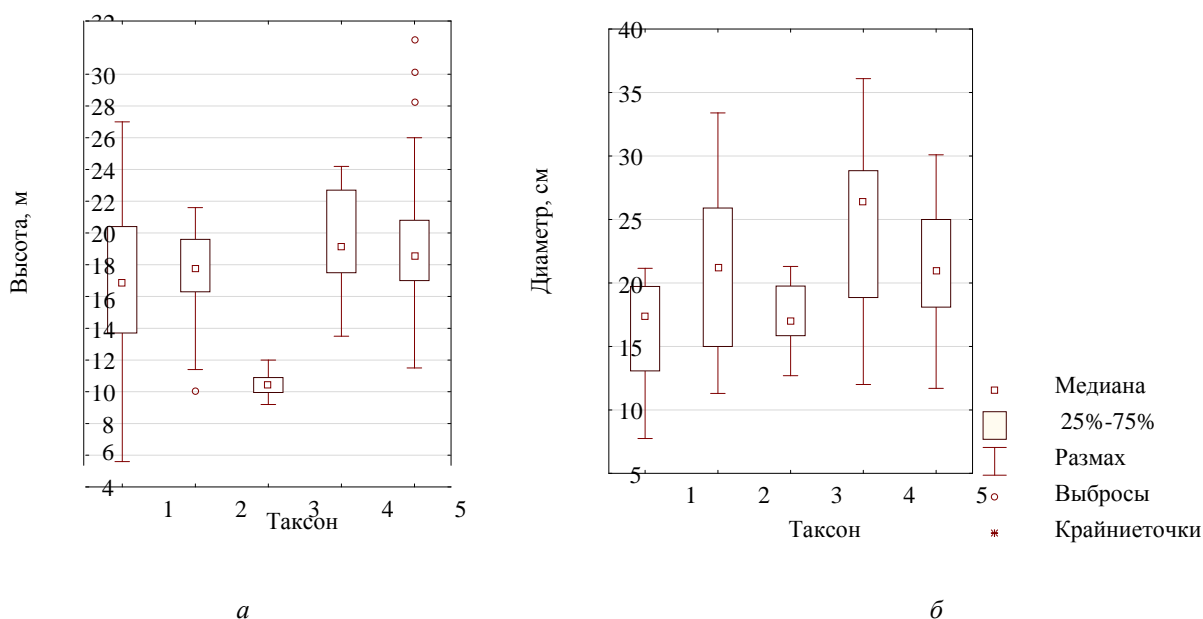 Высота, м
32
30
28
26
24
22
20
18
16
14
12
10
8
6
4
1 2 3 4 5
Таксон
а
Диаметр, см
40
35
30
25
20
15
10
5
1 2 3 4 5
Таксон
б
Медиана
25%-75%
Размах
Выбросы
Крайниеточки